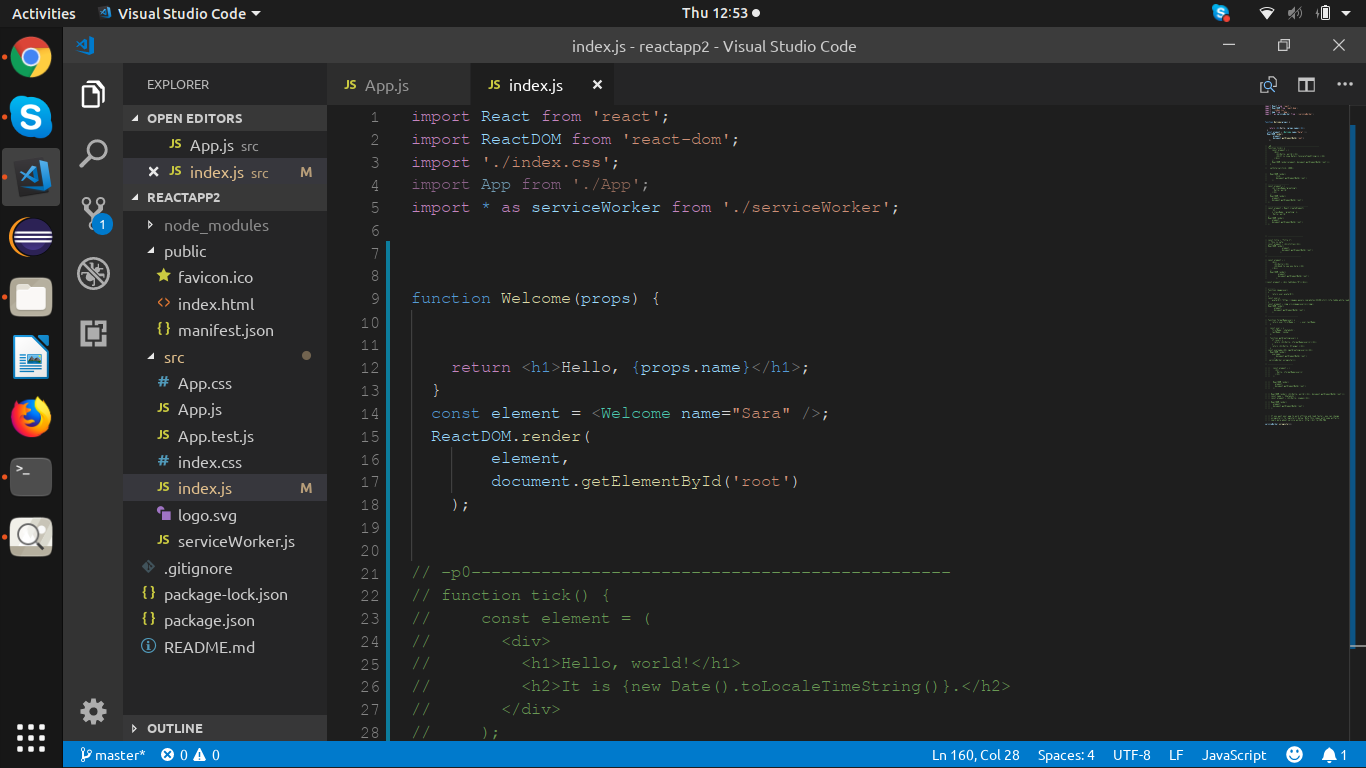 Activities Visual Studio Code Thu 12:53
index.js - reactapp2 - Visual Studio Code
EXPLORER
OPEN EDITORS
JS App.js src
JS index.js src M
REACTAPP2
node_modules
public
favicon.ico
<> index.html
{} manifest.json
src
# App.css
JS App.js
JS App.test.js
# index.css
JS index.js M
logo.svg
JS serviceWorker.js
.gitignore
{} package-lock.json
{} package.json
README.md
OUTLINE
1
JS App.js JS index.js
1 import React from 'react';
2 import ReactDOM from 'react-dom';
3 import './index.css';
4 import App from './App';
5 import * as serviceWorker from './serviceWorker';
6
7
8
9 function Welcome(props) {
10
11
12 return <h1>Hello, {props.name}</h1>;
13 }
14 const element = <Welcome name="Sara" />;
15 ReactDOM.render(
16 element,
17 document.getElementById('root')
18 );
19
20
21 // -p0------------------------------------------------
22 // function tick() {
23 // const element = (
24 // <div>
25 // <h1>Hello, world!</h1>
26 // <h2>It is {new Date().toLocaleTimeString()}.</h2>
27 // </div>
28 // );
master* 0 0 Ln 160, Col 28 Spaces: 4 UTF-8 LF JavaScript 1